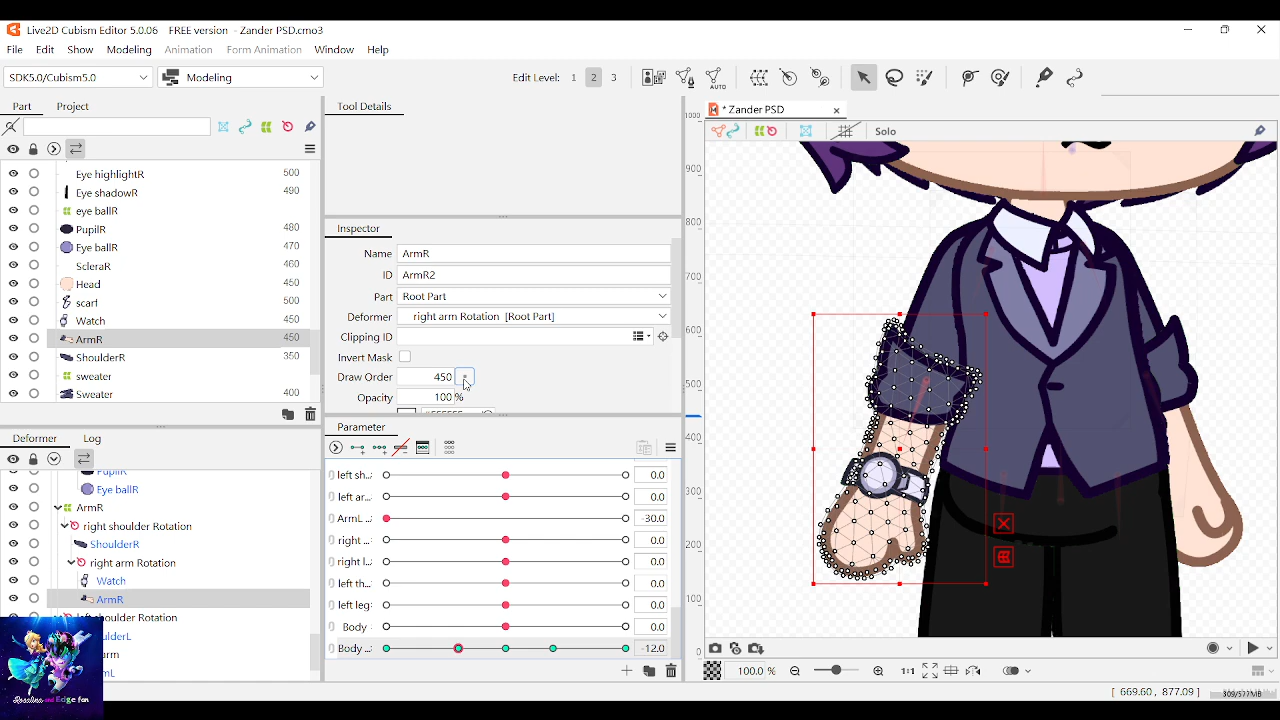 Live2D Cubism Editor 5.0.06 FREE version - Zander PSD.cmo3
File Edit Show Modeling Animation Form Animation Window Help
SDK5.0/Cubism5.0 Modeling Edit Level: 1 2 3 AUTO
Part Project
Tool Details
* Zander PSD
Solo
Eye highlightR 500
Eye shadowR 490
eye ballR
PupilR 480
Eye ballR 470
ScleraR 460
Head 450
scarf 500
Watch 450
ArmR 450
ShoulderR 350
sweater
Sweater 400
Inspector
Name ArmR
ID ArmR2
Part Root Part
Deformer right arm Rotation [Root Part]
Clipping ID
Invert Mask
Draw Order 450
Opacity 100 %
Deformer Log
PupilR
Eye ballR
ArmR
right shoulder Rotation
ShoulderR
right arm Rotation
Watch
ArmR
shoulder Rotation
Parameter
left sh... 0.0
left ar... 0.0
ArmL ... -30.0
right ... 0.0
right l... 0.0
left th... 0.0
left leg 0.0
Body 0.0
Body ... -12.0
1000
900
800
700
600
500
400
300
200
100
0
100.0 % 1:1
[ 669.60, 877.09 ]
and Edge fan